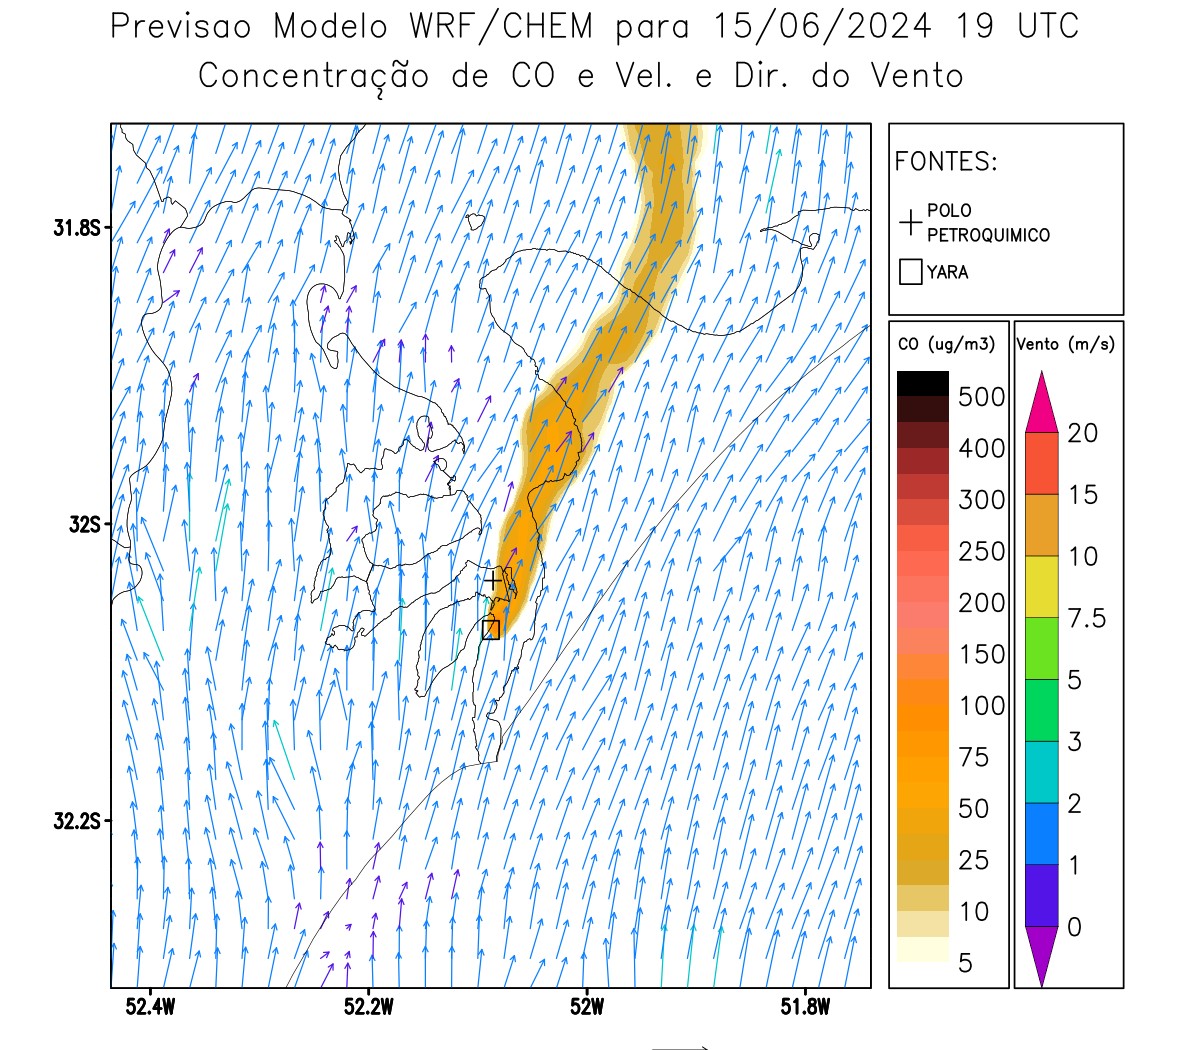 Previsao Modelo WRF/CHEM para 15/06/2024 19 UTC
Concentração de CO e Vel. e Dir. do Vento
FONTES:
POLO
PETROQUIMICO
YARA
31.8S
32S
32.2S
52.4W
52.2W
52W
51.8W
CO (ug/m3)
500
400
300
250
200
150
100
75
50
25
10
5
Vento (m/s)
20
15
10
7.5
5
3
2
1
0